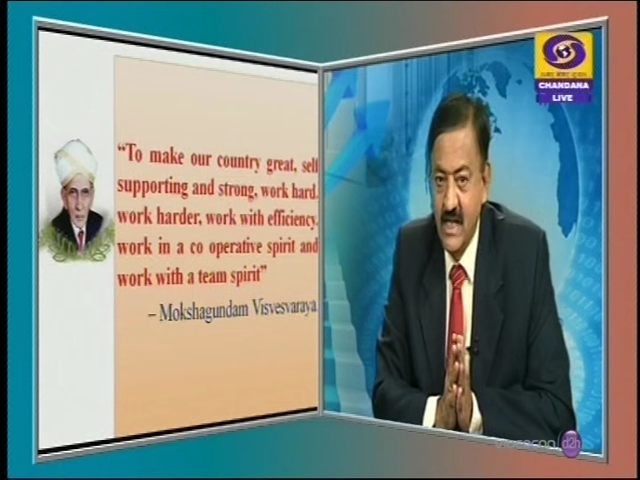 “To make our country great, self
supporting and strong, work hard,
work harder, work with efficiency,
work in a co operative spirit and
work with a team spirit”
– Mokshagundam Visvesvaraya
CHANDANA
LIVE
d2h